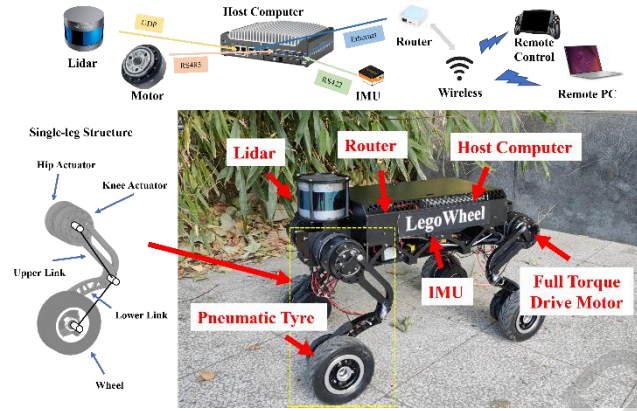 Host Computer
UDP
Ethernet
Router
Lidar
RS485
RS422
Motor
IMU
Wireless
Remote
Control
Remote PC
Single-leg Structure
Hip Actuator
Knee Actuator
Upper Link
Lower Link
Wheel
Lidar
Router
Host Computer
LegoWheel
IMU
Full Torque
Drive Motor
Pneumatic Tyre